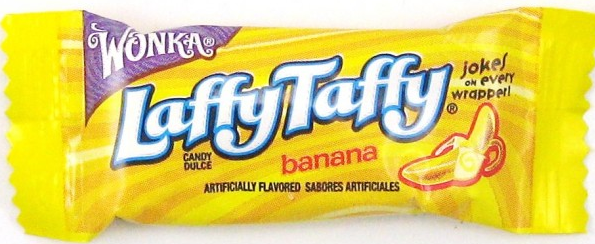 WONKA®
Laffy Taffy®
jokes
on every
wrapper!
CANDY
DULCE
banana
ARTIFICIALLY FLAVORED SABORES ARTIFICIALES